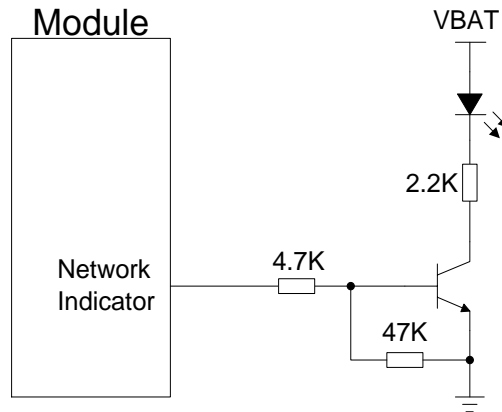 Module
VBAT
2.2K
4.7K
Network
Indicator
47K